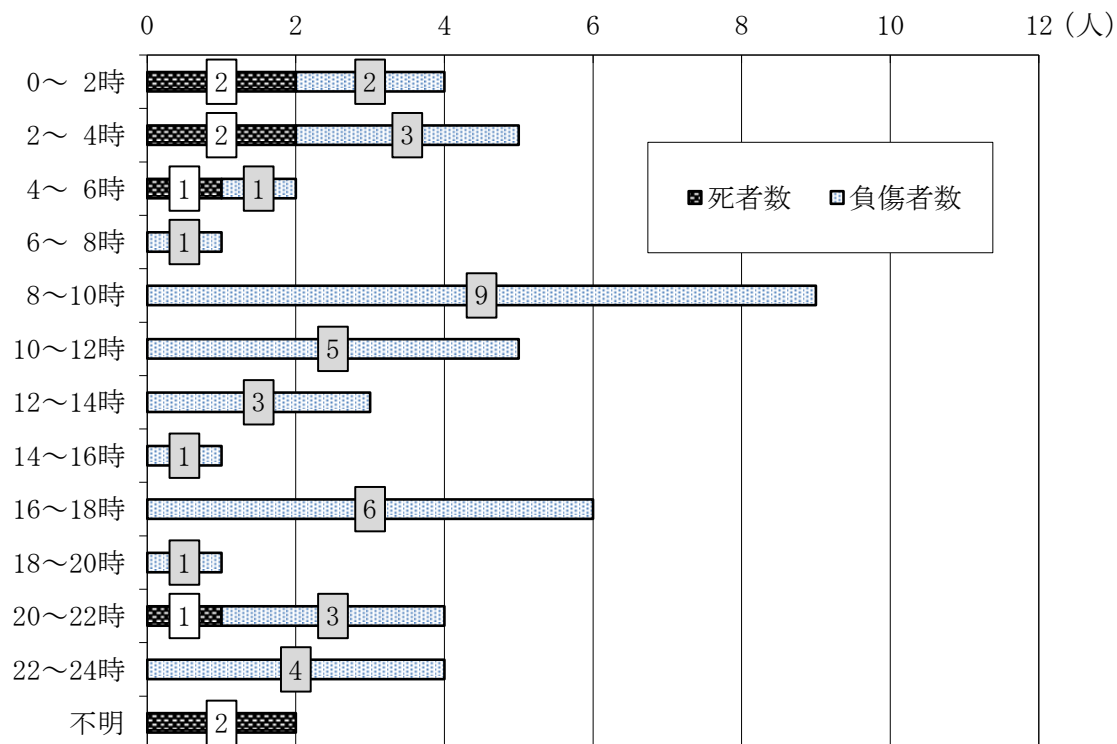 0 2 4 6 8 10 12 (人)
0～ 2時 2 2
2～ 4時 2 3
■死者数 ■負傷者数
4～ 6時 1 1
6～ 8時 1
8～10時 9
10～12時 5
12～14時 3
14～16時 1
16～18時 6
18～20時 1
20～22時 1 3
22～24時 4
不明 2